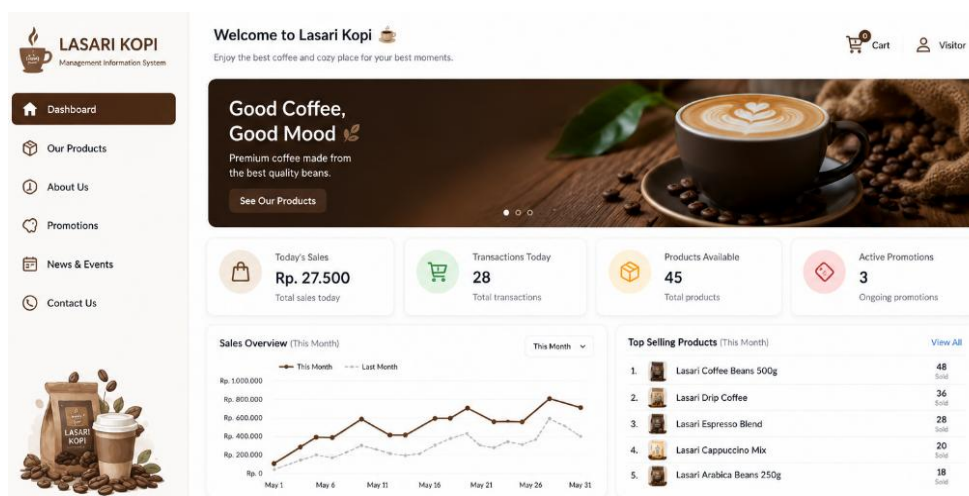 LASARI KOPI
Management Information System
Dashboard
Our Products
About Us
Promotions
News & Events
Contact Us
LASARI
KOPI
Welcome to Lasari Kopi
Enjoy the best coffee and cozy place for your best moments.
0
Cart
Visitor
Good Coffee,
Good Mood
Premium coffee made from
the best quality beans.
See Our Products
Today's Sales
Rp. 27.500
Total sales today
Transactions Today
28
Total transactions
Products Available
45
Total products
Active Promotions
3
Ongoing promotions
Sales Overview (This Month)
This Month
This Month
Last Month
Rp. 1.000.000
Rp. 800.000
Rp. 600.000
Rp. 400.000
Rp. 200.000
Rp. 0
May 1
May 6
May 11
May 16
May 21
May 26
May 31
Top Selling Products (This Month)
View All
1. Lasari Coffee Beans 500g 48
Sold
2. Lasari Drip Coffee 36
Sold
3. Lasari Espresso Blend 28
Sold
4. Lasari Cappuccino Mix 20
Sold
5. Lasari Arabica Beans 250g 18
Sold